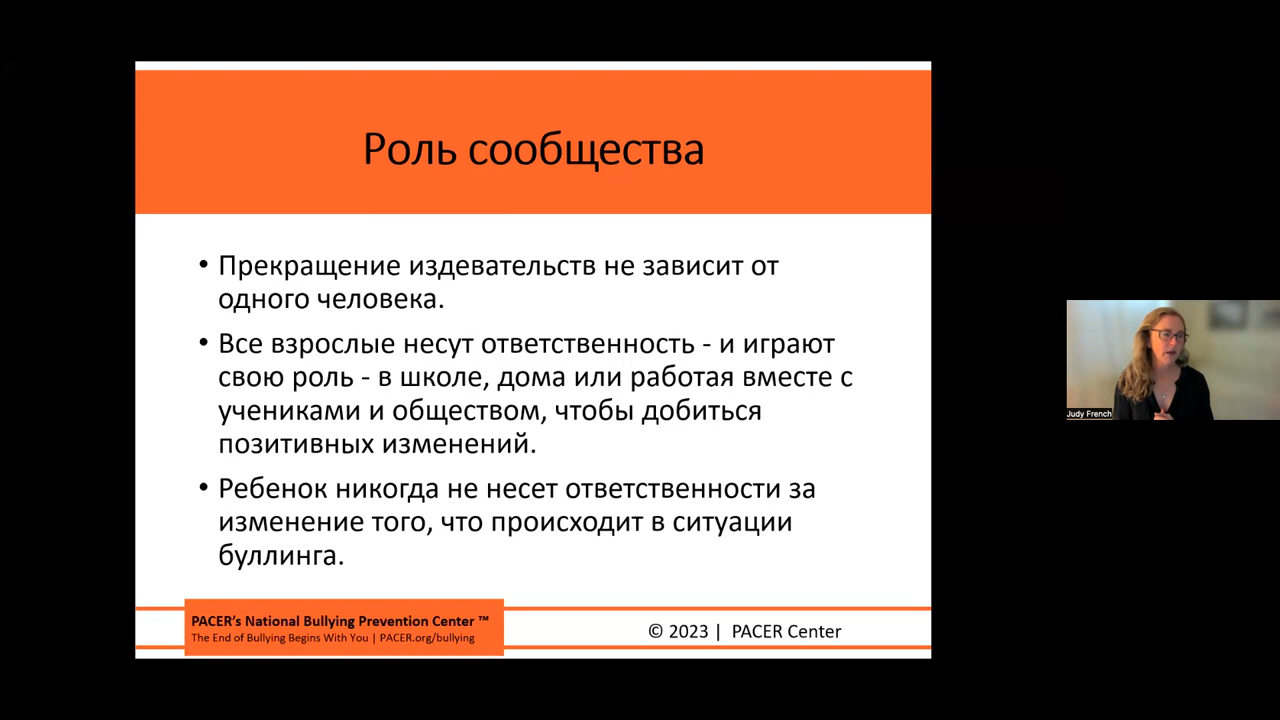 Роль сообщества
• Прекращение издевательств не зависит от
одного человека.
• Все взрослые несут ответственность - и играют
свою роль - в школе, дома или работая вместе с
учениками и обществом, чтобы добиться
позитивных изменений.
• Ребенок никогда не несет ответственности за
изменение того, что происходит в ситуации
буллинга.
PACER’s National Bullying Prevention Center ™
The End of Bullying Begins With You | PACER.org/bullying
© 2023 | PACER Center
Judy French